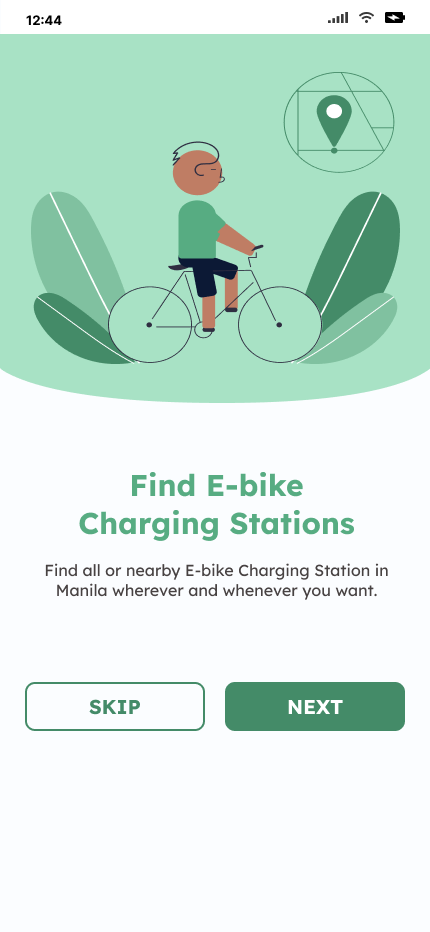 12:44
Find E-bike
Charging Stations
Find all or nearby E-bike Charging Station in
Manila wherever and whenever you want.
SKIP
NEXT